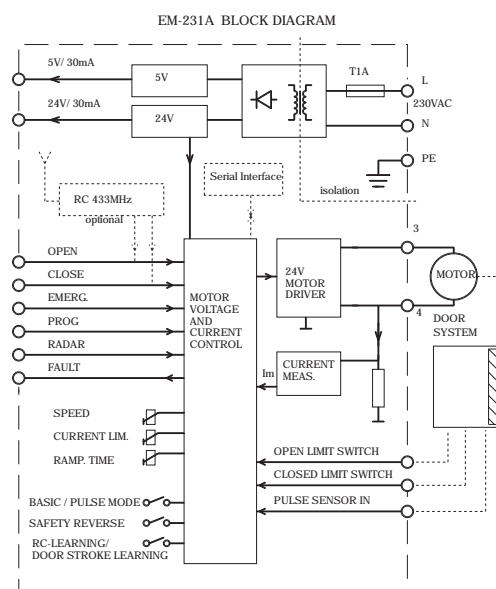 EM-231A BLOCK DIAGRAM
5V/ 30mA
5V
T1A
L
230VAC
24V/ 30mA
24V
N
PE
RC 433MHz
optional
Serial Interface
isolation
OPEN
CLOSE
EMERG.
PROG
RADAR
FAULT
MOTOR
VOLTAGE
AND
CURRENT
CONTROL
24V
MOTOR
DRIVER
3
MOTOR
4
DOOR
SYSTEM
Im
CURRENT
MEAS.
SPEED
CURRENT LIM.
RAMP. TIME
OPEN LIMIT SWITCH
CLOSED LIMIT SWITCH
PULSE SENSOR IN
BASIC / PULSE MODE
SAFETY REVERSE
RC-LEARNING/
DOOR STROKE LEARNING